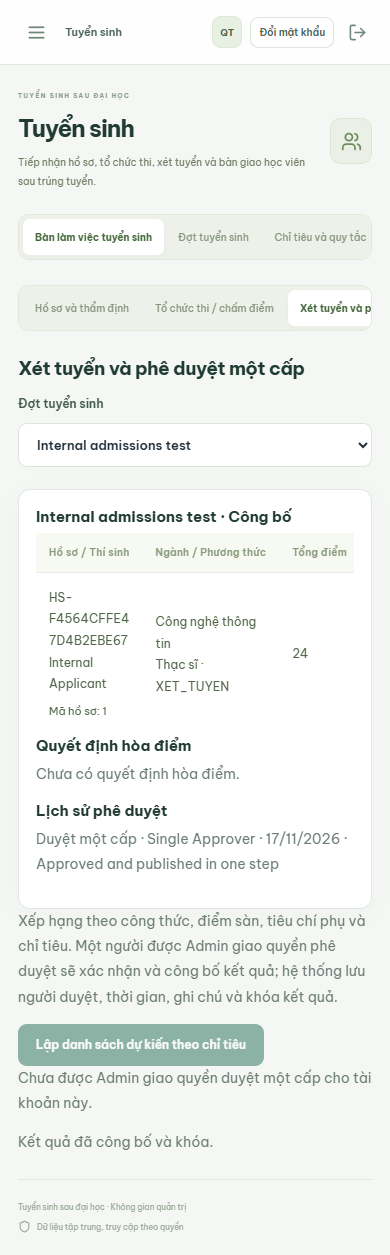 Tuyển sinh
QT
Đổi mật khẩu
TUYỂN SINH SAU ĐẠI HỌC
Tuyển sinh
Tiếp nhận hồ sơ, tổ chức thi, xét tuyển và bàn giao học viên
sau trúng tuyển.
Bàn làm việc tuyển sinh
Đợt tuyển sinh
Chỉ tiêu và quy tắc
Hồ sơ và thẩm định
Tổ chức thi / chấm điểm
Xét tuyển và p
Xét tuyển và phê duyệt một cấp
Đợt tuyển sinh
Internal admissions test
Internal admissions test · Công bố
Hồ sơ / Thí sinh
Ngành / Phương thức
Tổng điểm
HS-
F4564CFFE4
7D4B2EBE67
Internal
Applicant
Mã hồ sơ: 1
Công nghệ thông
tin
Thạc sĩ ·
XET_TUYEN
24
Quyết định hòa điểm
Chưa có quyết định hòa điểm.
Lịch sử phê duyệt
Duyệt một cấp · Single Approver · 17/11/2026 ·
Approved and published in one step
Xếp hạng theo công thức, điểm sàn, tiêu chí phụ và
chỉ tiêu. Một người được Admin giao quyền phê
duyệt sẽ xác nhận và công bố kết quả; hệ thống lưu
người duyệt, thời gian, ghi chú và khóa kết quả.
Lập danh sách dự kiến theo chỉ tiêu
Chưa được Admin giao quyền duyệt một cấp cho tài
khoản này.
Kết quả đã công bố và khóa.
Tuyển sinh sau đại học · Không gian quản trị
Dữ liệu tập trung, truy cập theo quyền